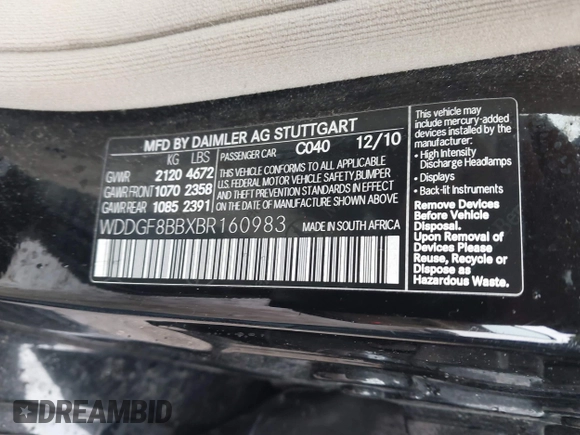 MFD BY DAIMLER AG STUTTGART
KG LBS PASSENGER CAR C040 12/10
GVWR 2120 4672
GAWR FRONT 1070 2358
GAWR REAR 1085 2391
THIS VEHICLE CONFORMS TO ALL APPLICABLE
U.S. FEDERAL MOTOR VEHICLE SAFETY,BUMPER
AND THEFT PREVENTION STANDARDS IN EFFECT
ON THE DATE OF MANUFACTURE SHOWN ABOVE.
WDDGF8BBXBR160983 MADE IN SOUTH AFRICA
This vehicle may
include mercury-added
devices installed by the
manufacturer:
• High Intensity
Discharge Headlamps
• Displays
• Back-lit Instruments
Remove Devices
Before Vehicle
Disposal.
Upon Removal of
Devices Please
Reuse, Recycle or
Dispose as
Hazardous Waste.
DREAMBID